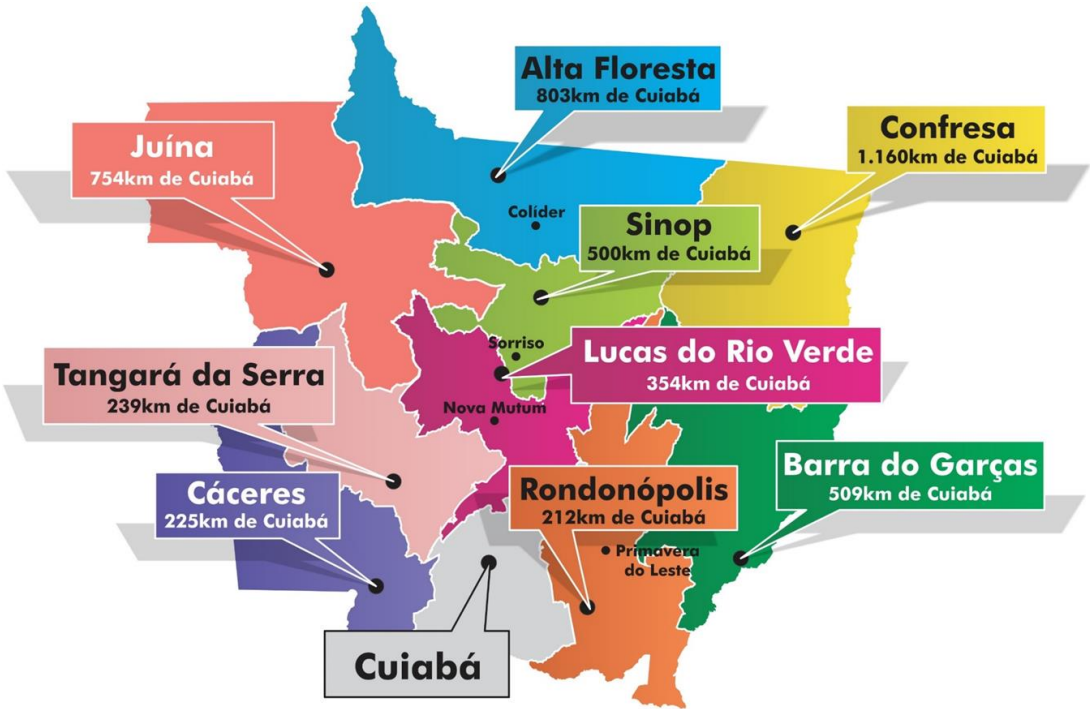 Alta Floresta
803km de Cuiabá
Juína
754km de Cuiabá
Confresa
1.160km de Cuiabá
Colíder
Sinop
500km de Cuiabá
Sorriso
Lucas do Rio Verde
354km de Cuiabá
Tangará da Serra
239km de Cuiabá
Nova Mutum
Barra do Garças
509km de Cuiabá
Cáceres
225km de Cuiabá
Rondonópolis
212km de Cuiabá
Primavera
do Leste
Cuiabá